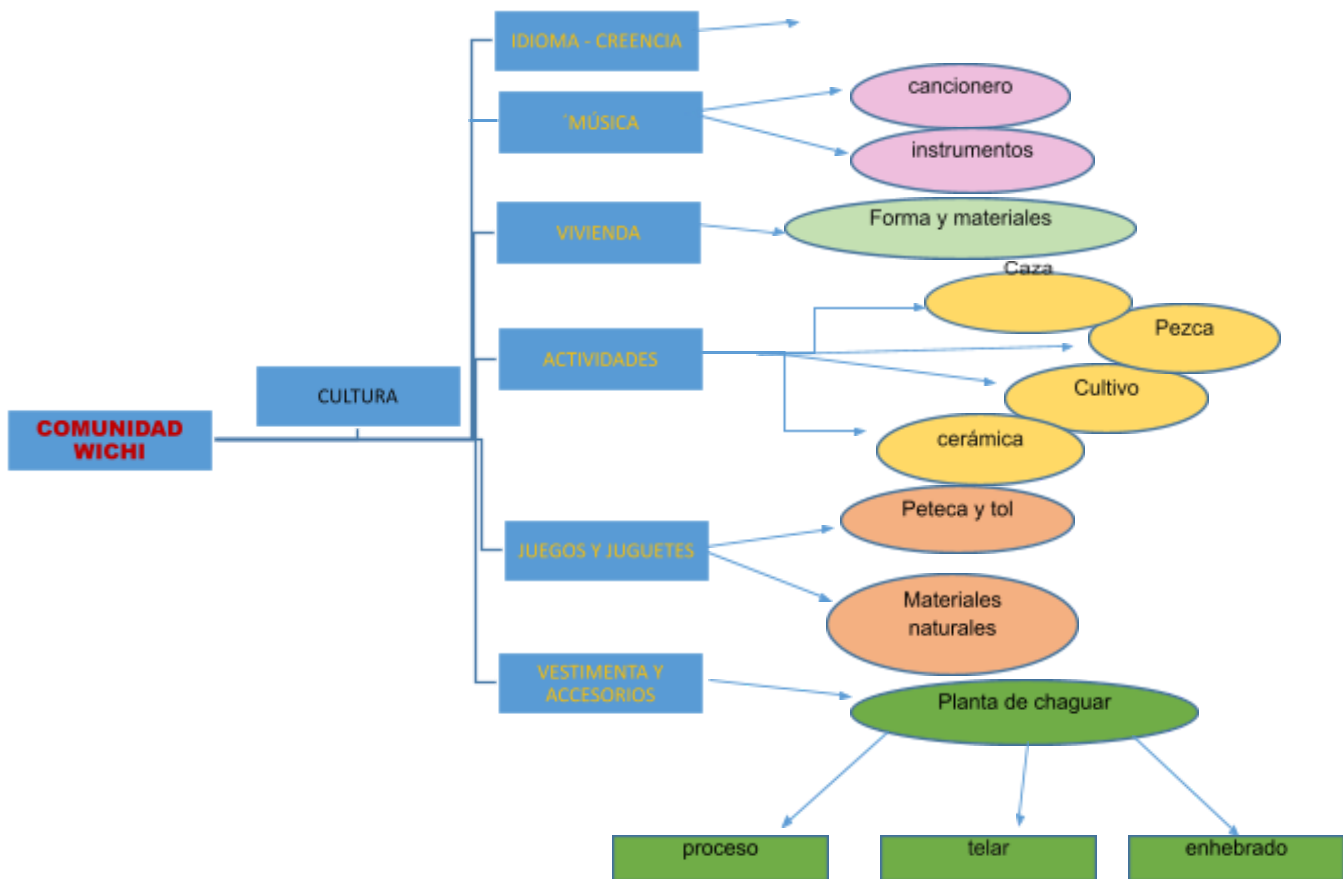 IDIOMA - CREENCIA
cancionero
´MÚSICA
instrumentos
Forma y materiales
VIVIENDA
Caza
Pezca
ACTIVIDADES
Cultivo
CULTURA
COMUNIDAD
WICHI
cerámica
Peteca y tol
JUEGOS Y JUGUETES
Materiales
naturales
VESTIMENTA Y
ACCESORIOS
Planta de chaguar
proceso
telar
enhebrado